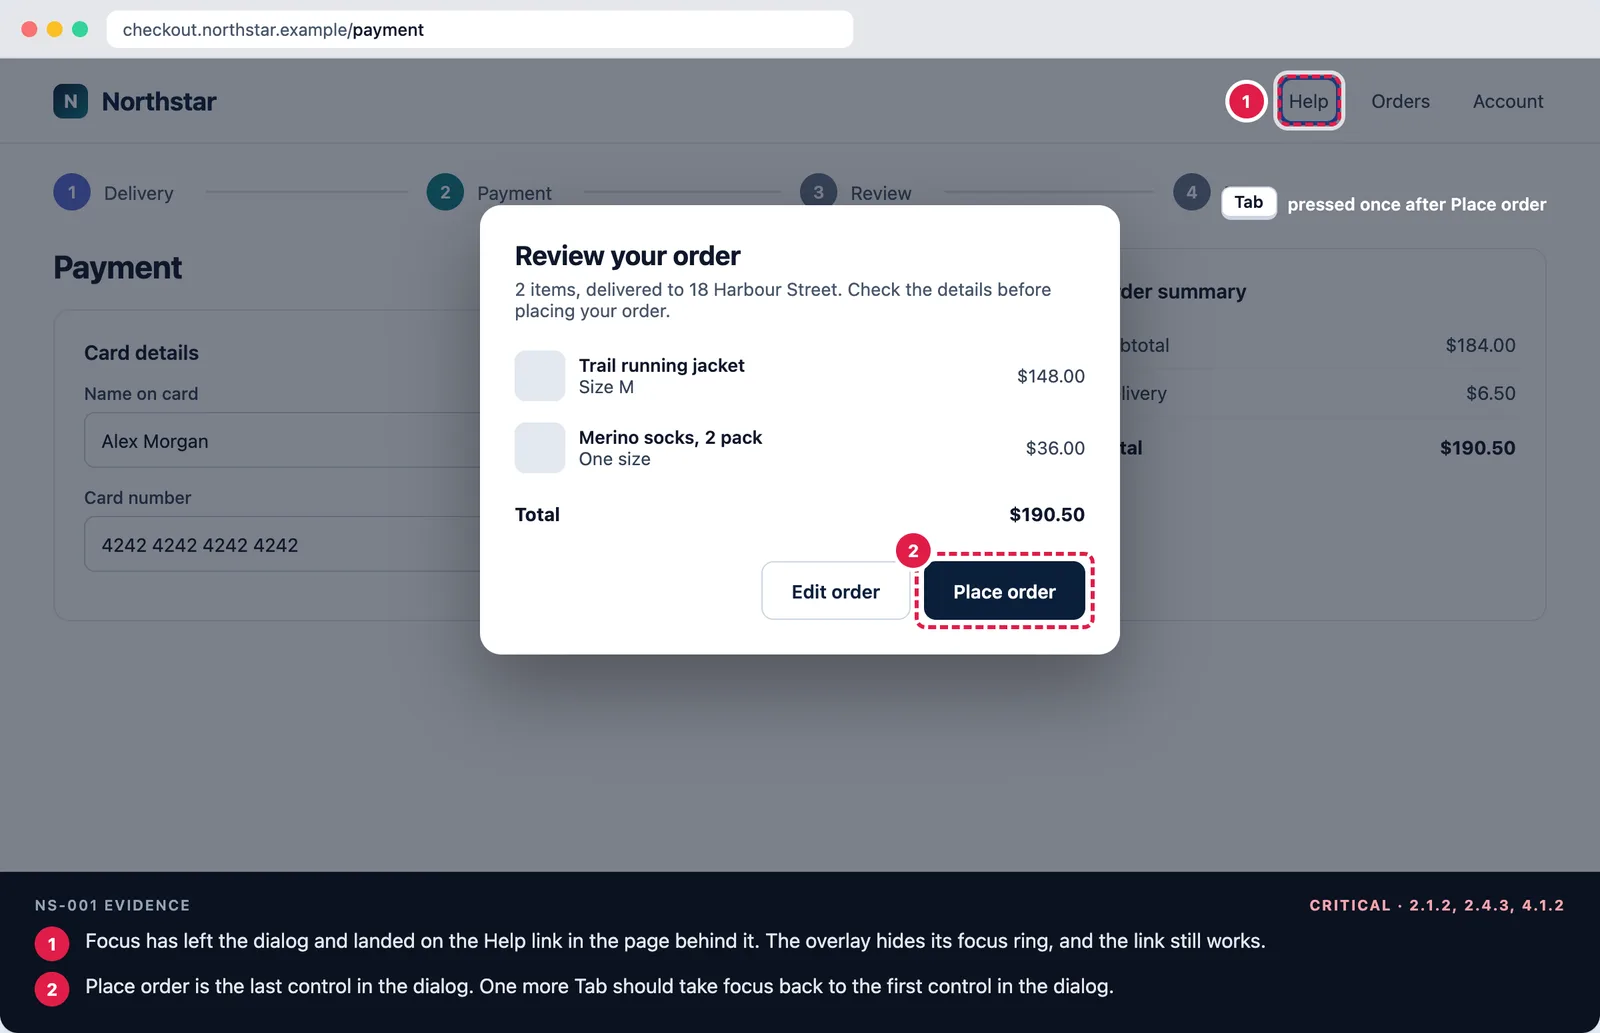 checkout.northstar.example/payment
N Northstar
1 Help Orders Account
1 Delivery 2 Payment 3 Review 4
Tab pressed once after Place order
Payment
Card details
Name on card
Alex Morgan
Card number
4242 4242 4242 4242
Review your order
2 items, delivered to 18 Harbour Street. Check the details before
placing your order.
Trail running jacket
Size M
$148.00
Merino socks, 2 pack
One size
$36.00
Total $190.50
2
Edit order Place order
der summary
btotal $184.00
livery $6.50
tal $190.50
NS-001 EVIDENCE
CRITICAL · 2.1.2, 2.4.3, 4.1.2
1 Focus has left the dialog and landed on the Help link in the page behind it. The overlay hides its focus ring, and the link still works.
2 Place order is the last control in the dialog. One more Tab should take focus back to the first control in the dialog.